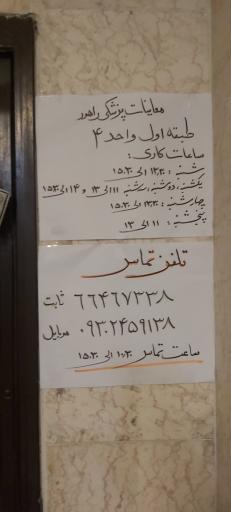 معاینات پزشکی راهور
طبقه اول واحد ۴
ساعات کاری:
شنبه: ۱۳:۳۰ الی ۱۵:۳۰
یکشنبه، دوشنبه، سه‌شنبه ۱۱ الی ۱۳ و ۱۴ الی ۱۵:۳۰
چهارشنبه: ۱۳:۳۰ الی ۱۵:۳۰
پنجشنبه: ۱۱ الی ۱۳
تلفن تماس
۶۶۴۶۷۳۳۸ ثابت
۰۹۳۰۲۴۵۹۱۳۸ موبایل
ساعت تماس ۱۰:۳۰ الی ۱۵:۳۰